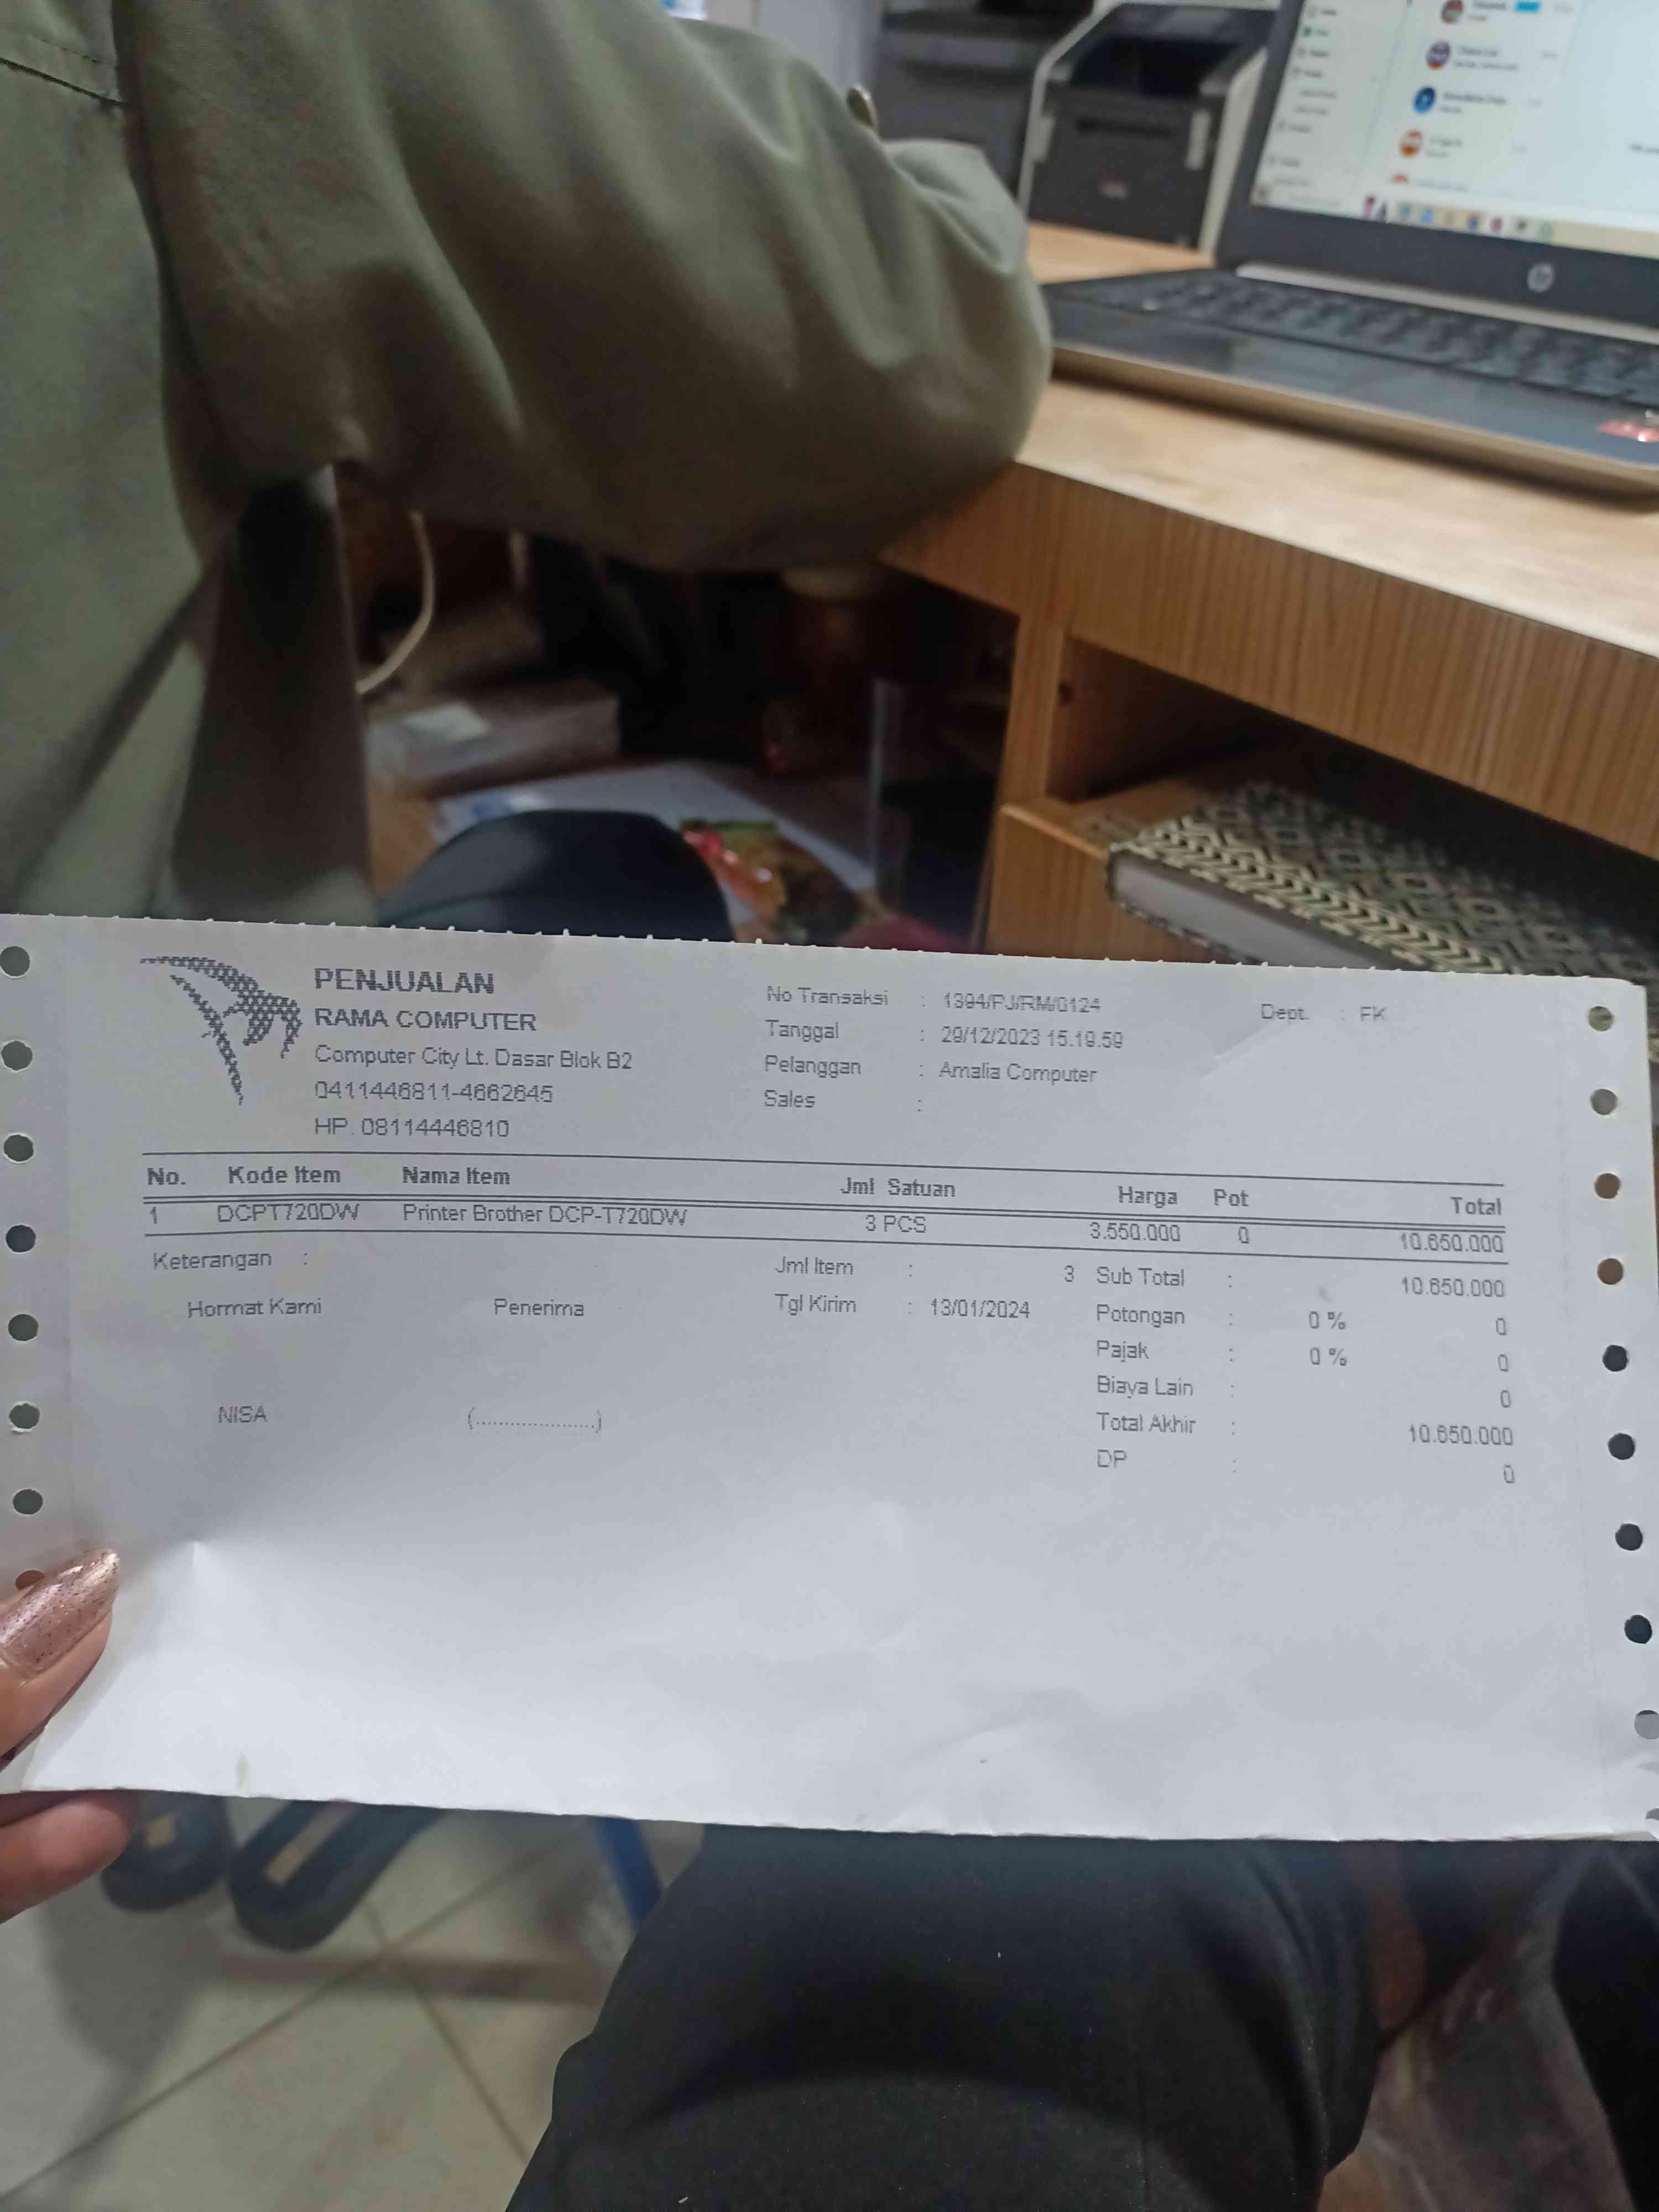 PENJUALAN
RAMA COMPUTER
Computer City Lt. Dasar Blok B2
0411446811-4662645
HP. 08114446810
No Transaksi : 1394/PJ/RM/0124
Tanggal : 29/12/2023 15.19.59
Pelanggan : Amalia Computer
Sales :
Dept. : FK
No. Kode Item Nama Item Jml Satuan Harga Pot Total
1 DCPT720DW Printer Brother DCP-T720DW 3 PCS 3.550.000 0 10.650.000
Keterangan :
Hormat Kami Penerima
NISA (....................)
Jml Item : 3
Tgl Kirim : 13/01/2024
Sub Total : 10.650.000
Potongan : 0 % 0
Pajak : 0 % 0
Biaya Lain : 0
Total Akhir : 10.650.000
DP : 0
hp